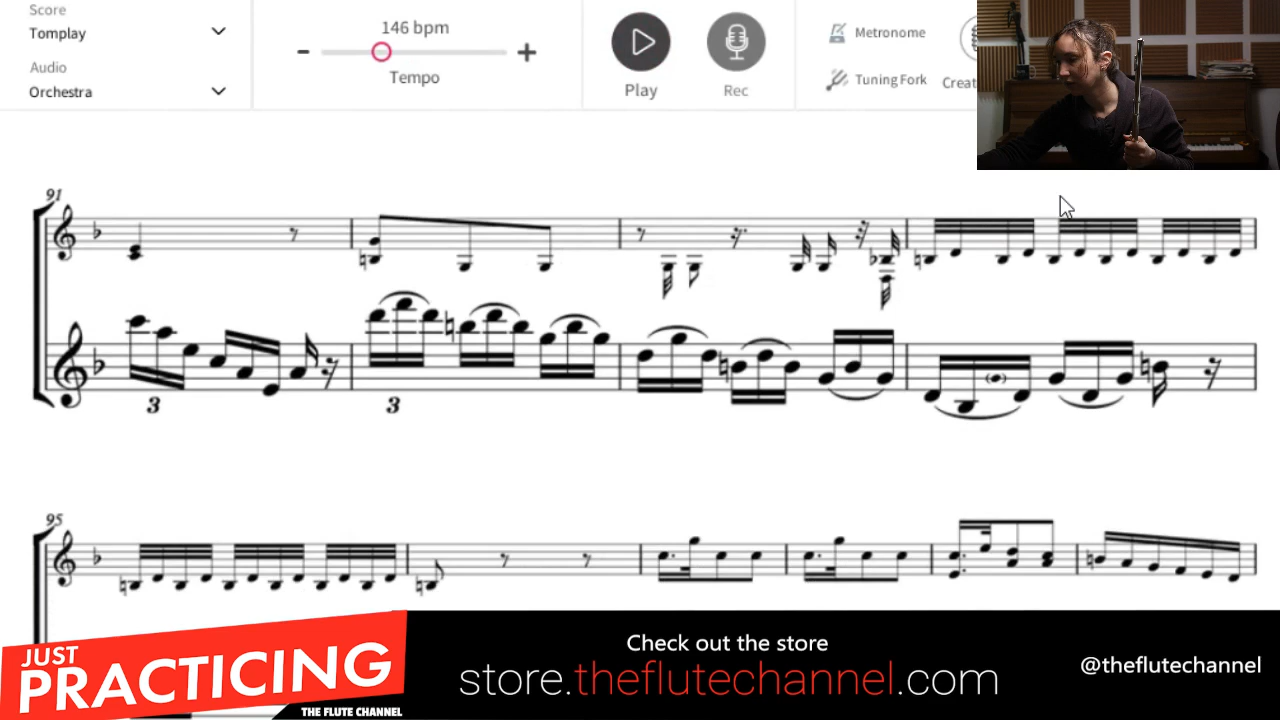 Score
Tomplay
Audio
Orchestra
146 bpm
Tempo
Play
Rec
Metronome
Tuning Fork
Creat
91
3
3
95
JUST
PRACTICING
THE FLUTE CHANNEL
Check out the store
store.theflutechannel.com
@theflutechannel